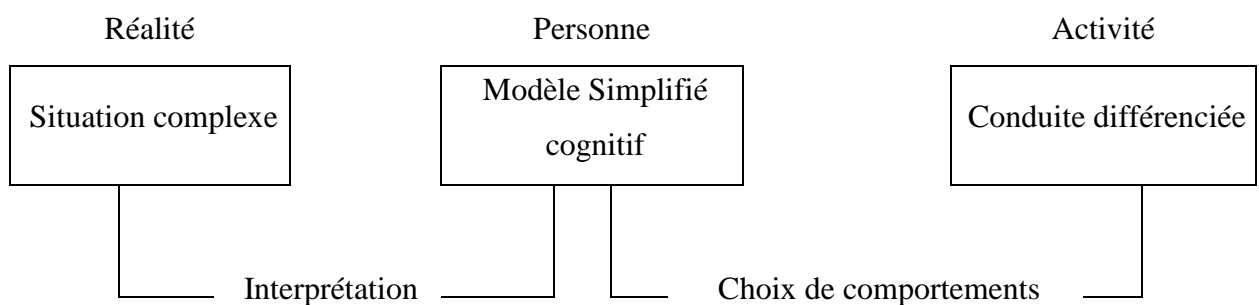 Réalité
Personne
Activité
Situation complexe
Modèle Simplifié
cognitif
Conduite différenciée
Interprétation
Choix de comportements